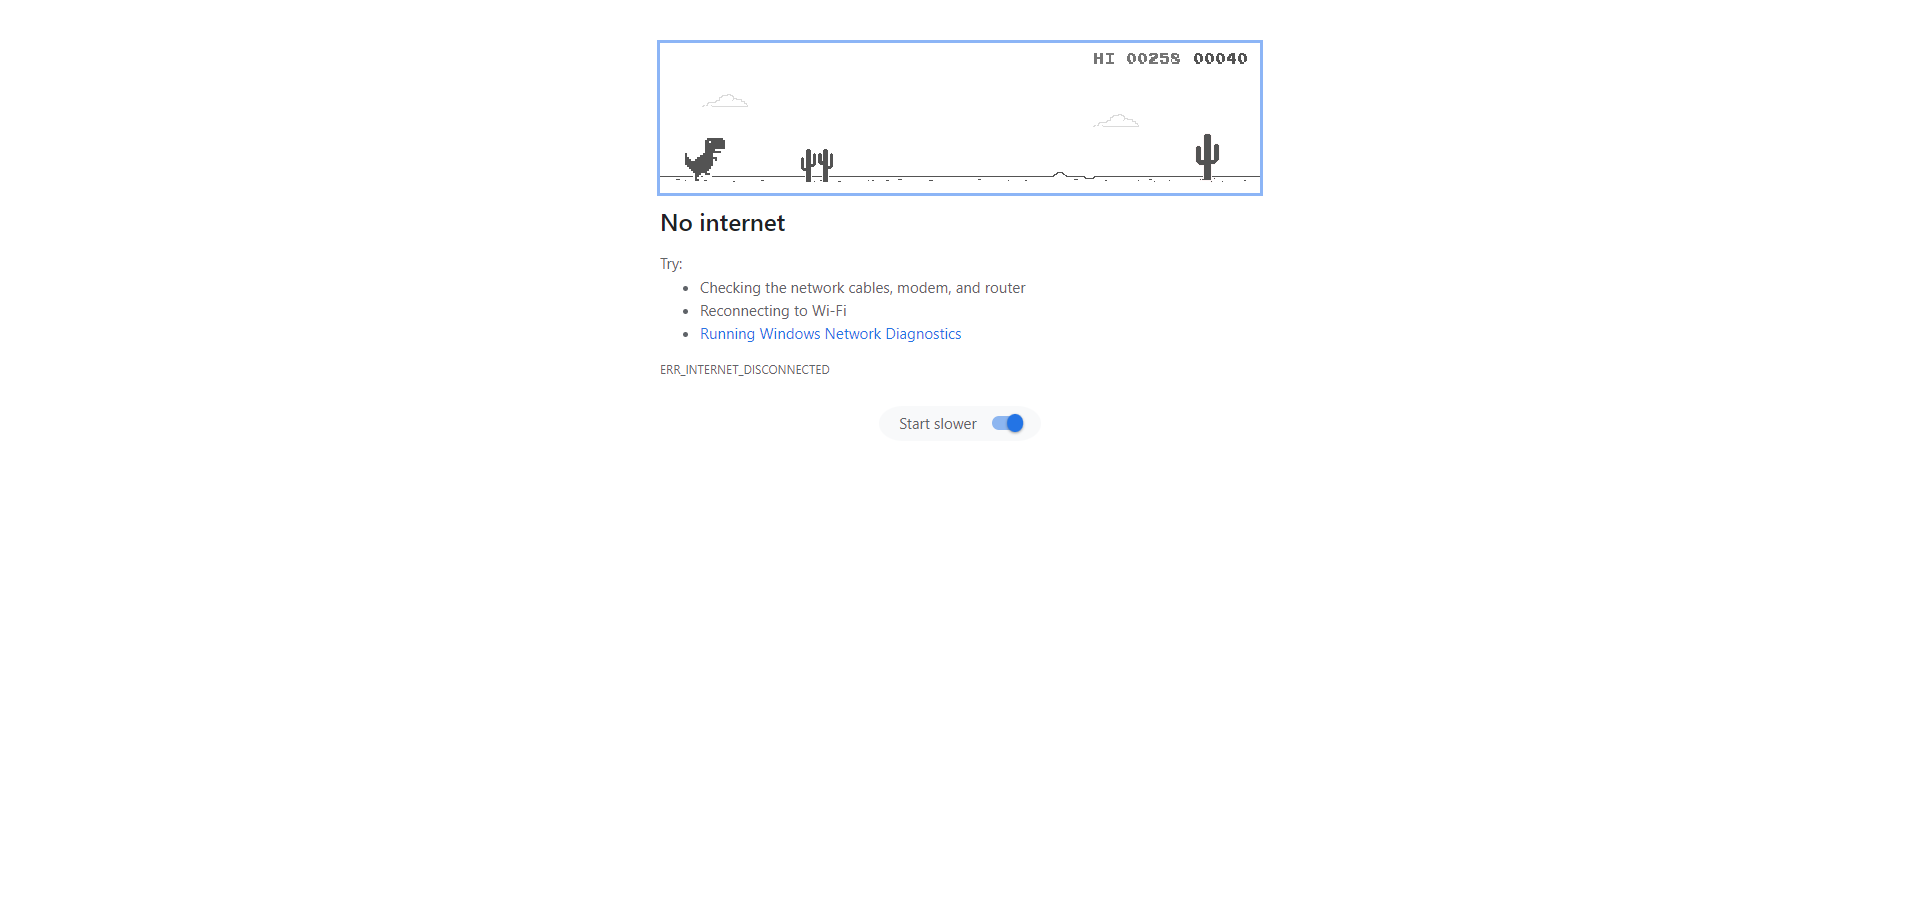 HI 00258 00040
No internet
Try:
Checking the network cables, modem, and router
Reconnecting to Wi-Fi
Running Windows Network Diagnostics
ERR_INTERNET_DISCONNECTED
Start slower